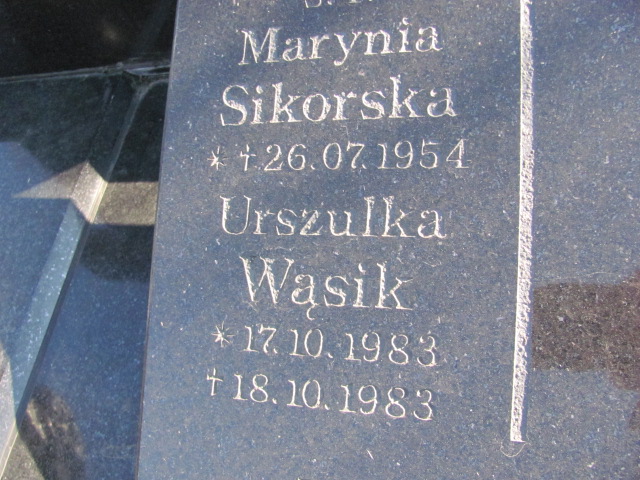 Marynia
Sikorska
* † 26.07.1954
Urszulka
Wąsik
* 17.10.1983
† 18.10.1983